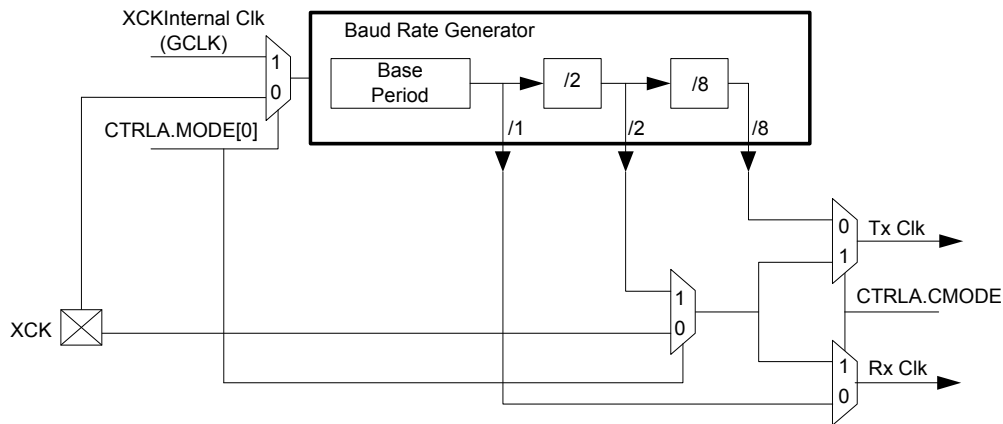 XCKInternal Clk
(GCLK)
Baud Rate Generator
1
0
Base
Period
/2
/8
CTRLA.MODE[0]
/1
/2
/8
0
1
Tx Clk
1
0
CTRLA.CMODE
XCK
1
0
Rx Clk